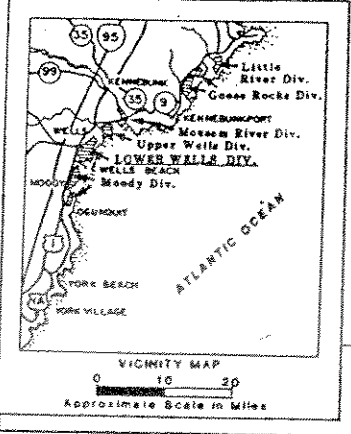 35 95
99
KENNEBUNK
Little
River Div.
Goose Rocks Div.
35 9
KENNEBUNKPORT
Mousam River Div.
WELLS
Upper Wells Div.
LOWER WELLS DIV.
WELLS BEACH
MOODY
Moody Div.
OGUNQUIT
ATLANTIC OCEAN
1
YORK BEACH
1A
YORK VILLAGE
VICINITY MAP
0 10 20
Approximate Scale in Miles